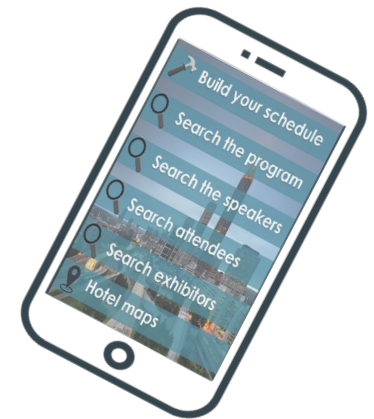 Build your schedule
Search the program
Search the speakers
Search attendees
Search exhibitors
Hotel maps